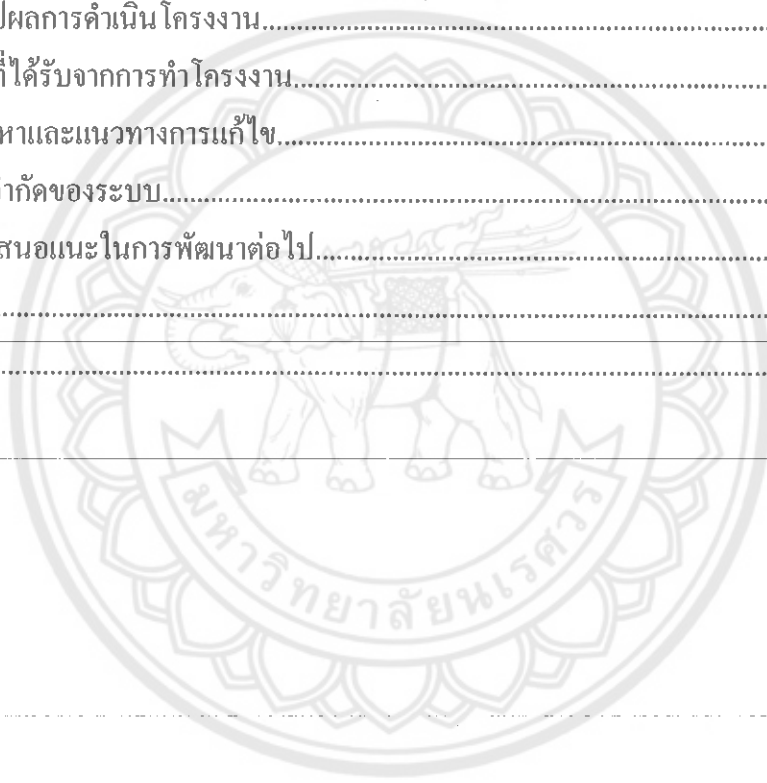 ปผลการดำเนินโครงงาน
ที่ได้รับจากการทำโครงงาน
หาและแนวทางการแก้ไข
จำกัดของระบบ
สนอแนะในการพัฒนาต่อไป
มหาวิทยาลัยนเรศวร